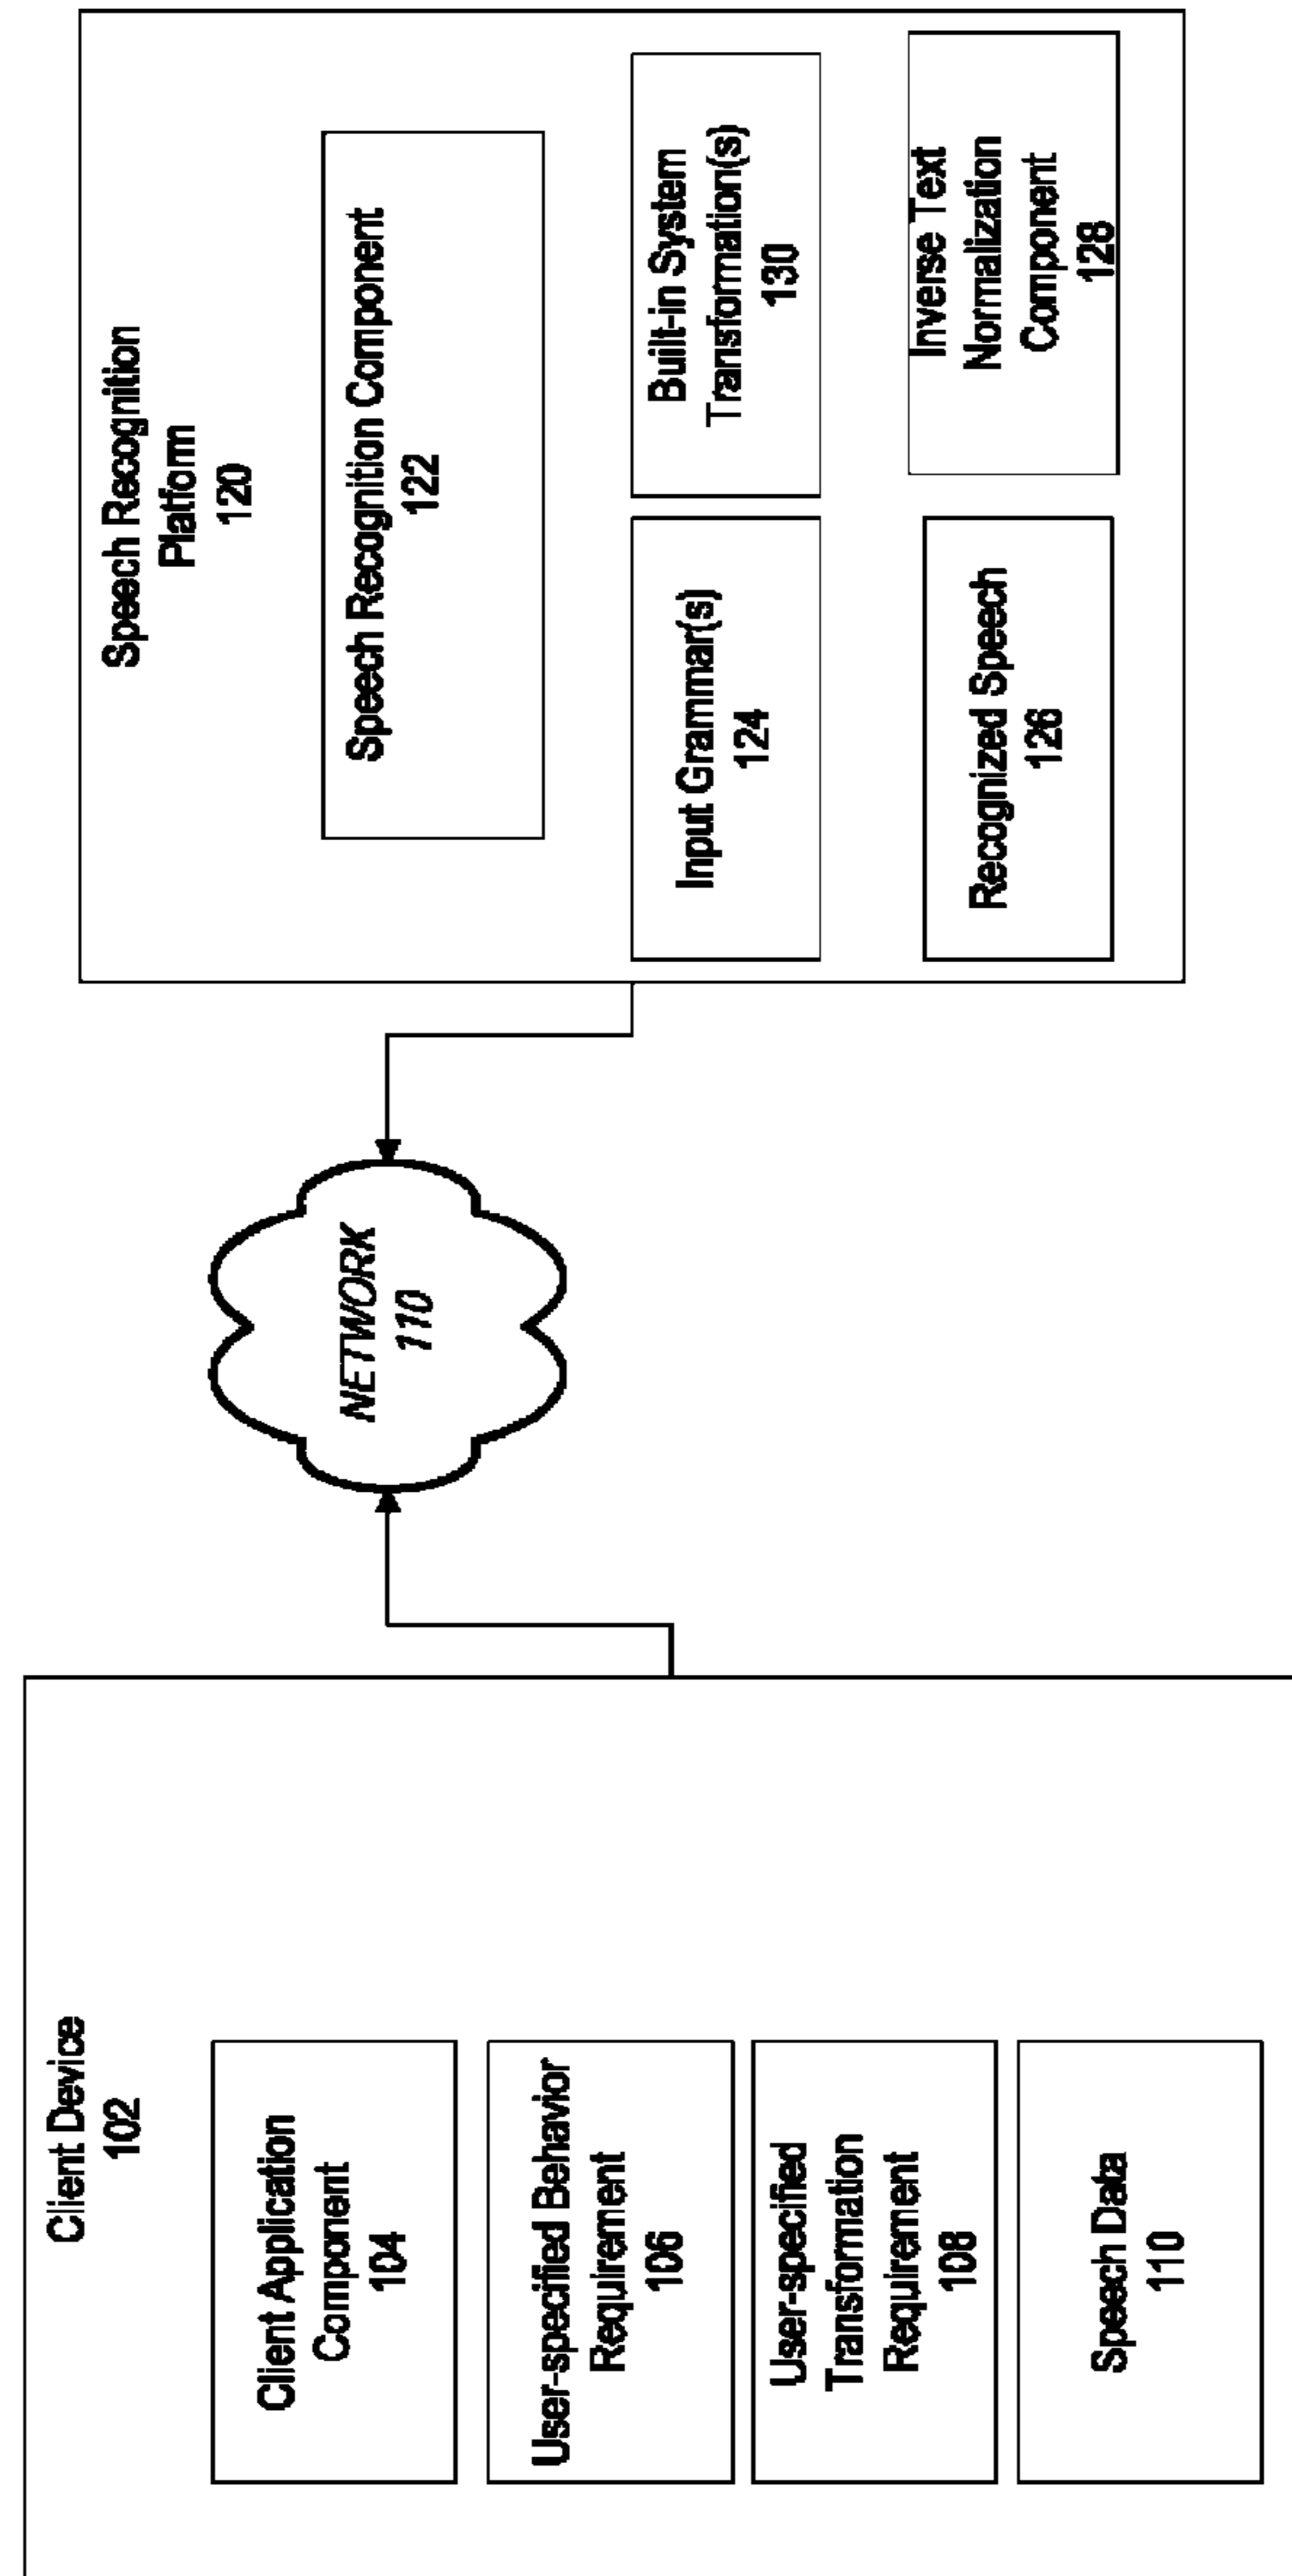 Client Device
102
Client Application
Component
104
User-specified Behavior
Requirement
106
User-specified
Transformation
Requirement
108
Speech Data
110
NETWORK
110
Speech Recognition
Platform
120
Speech Recognition Component
122
Input Grammar(s)
124
Built-in System
Transformation(s)
130
Recognized Speech
126
Inverse Text
Normalization
Component
128